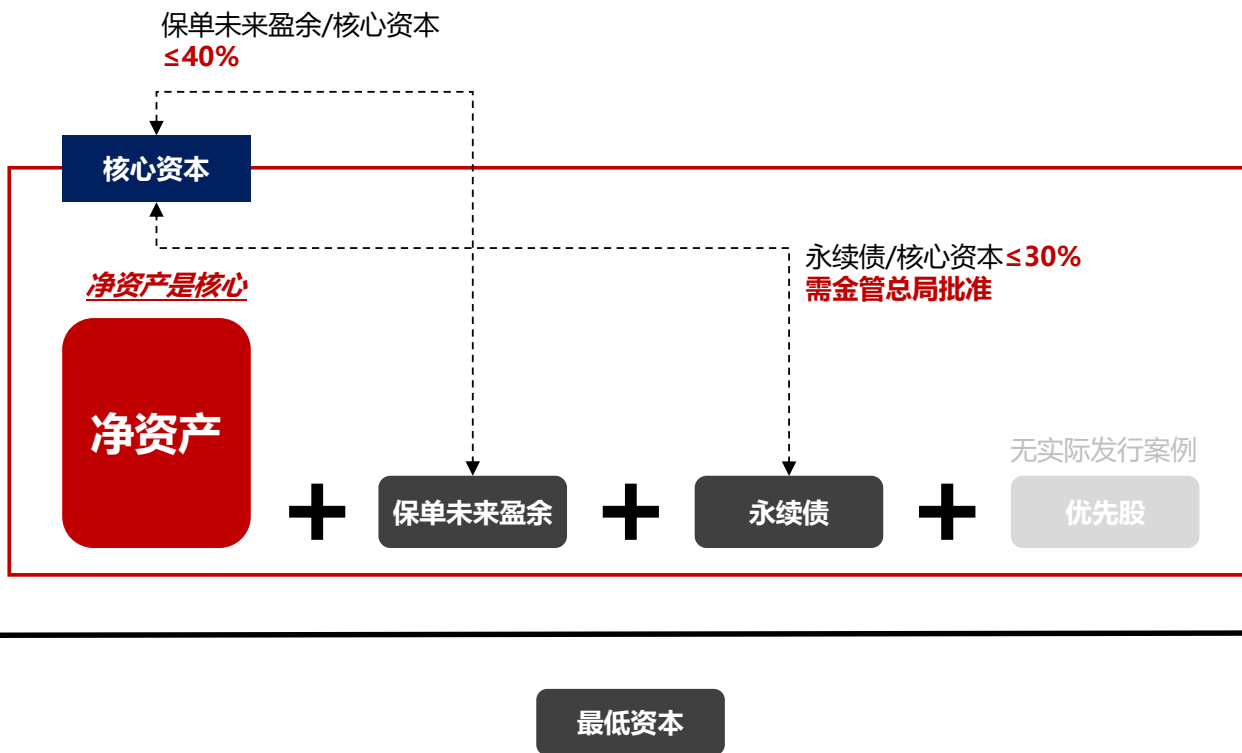 保单未来盈余/核心资本
≤40%
核心资本
永续债/核心资本≤30%
需金管总局批准
净资产是核心
净资产
无实际发行案例
保单未来盈余
永续债
优先股
最低资本